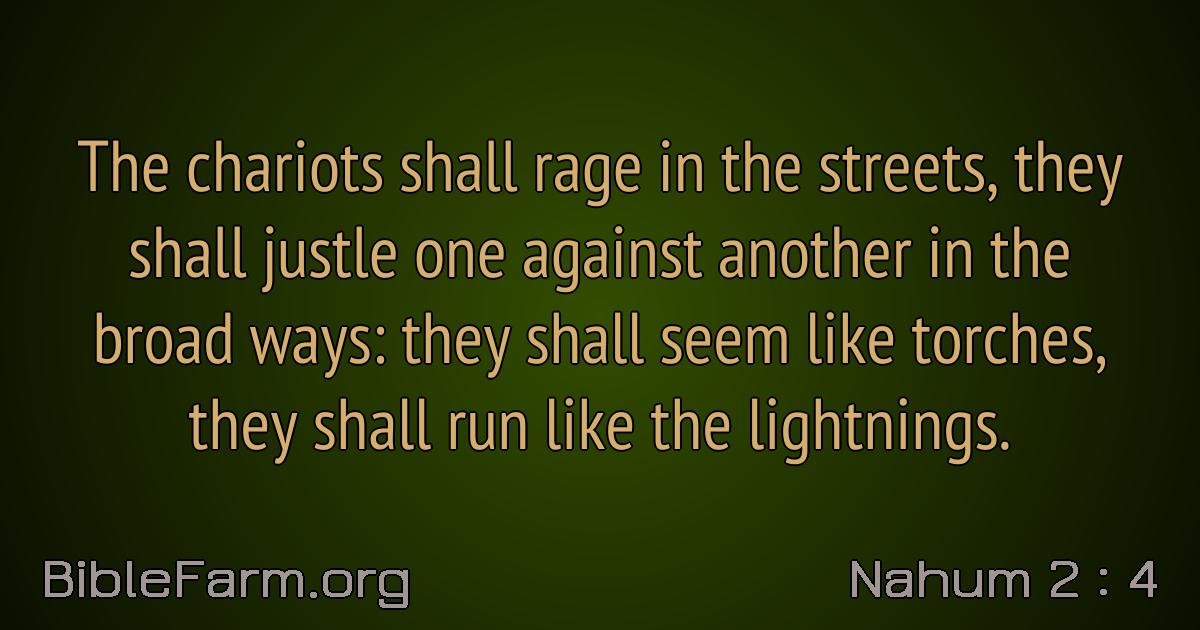 The chariots shall rage in the streets, they
shall justle one against another in the
broad ways: they shall seem like torches,
they shall run like the lightnings.
BibleFarm.org
Nahum 2 : 4